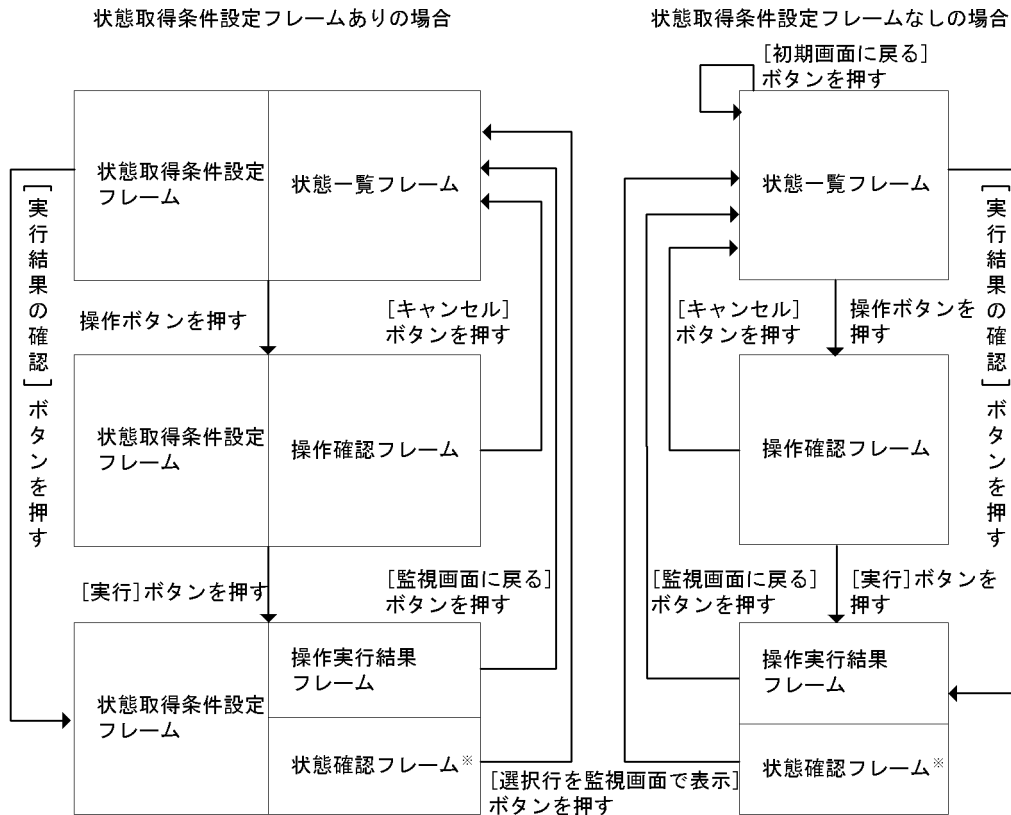 状態取得条件設定フレームありの場合
状態取得条件設定
フレーム
状態一覧フレーム
[実行結果の確認]ボタンを押す
操作ボタンを押す
[キャンセル]
ボタンを押す
状態取得条件設定
フレーム
操作確認フレーム
[実行]ボタンを押す
[監視画面に戻る]
ボタンを押す
状態取得条件設定
フレーム
操作実行結果
フレーム
状態確認フレーム※
[選択行を監視画面で表示]
ボタンを押す
状態取得条件設定フレームなしの場合
[初期画面に戻る]
ボタンを押す
状態一覧フレーム
[実行結果の確認]ボタンを押す
[キャンセル]
ボタンを押す
操作ボタンを
押す
操作確認フレーム
[監視画面に戻る]
ボタンを押す
[実行]ボタンを
押す
操作実行結果
フレーム
状態確認フレーム※